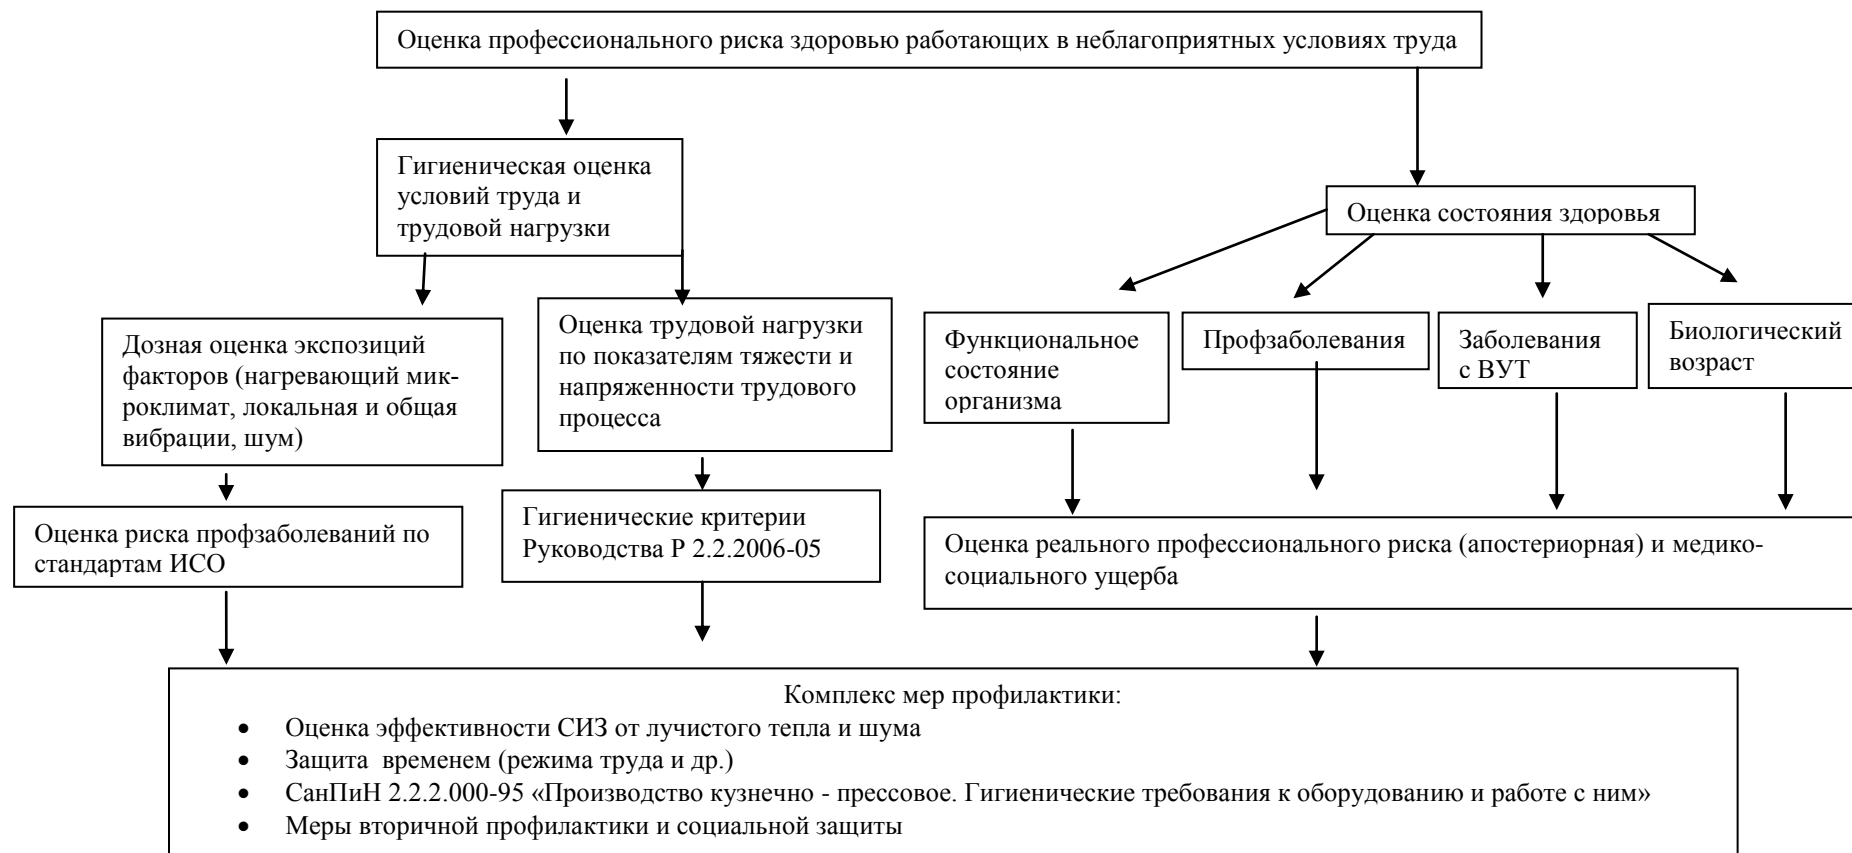 Оценка профессионального риска здоровью работающих в неблагоприятных условиях труда
Гигиеническая оценка
условий труда и
трудовой нагрузки
Оценка состояния здоровья
Дозная оценка экспозиций
факторов (нагревающий мик-
роклимат, локальная и общая
вибрации, шум)
Оценка трудовой нагрузки
по показателям тяжести и
напряженности трудового
процесса
Функциональное
состояние
организма
Профзаболевания
Заболевания
с ВУТ
Биологический
возраст
Оценка риска профзаболеваний по
стандартам ИСО
Гигиенические критерии
Руководства Р 2.2.2006-05
Оценка реального профессионального риска (апостериорная) и медико-
социального ущерба
Комплекс мер профилактики:
• Оценка эффективности СИЗ от лучистого тепла и шума
• Защита временем (режима труда и др.)
• СанПиН 2.2.2.000-95 «Производство кузнечно - прессовое. Гигиенические требования к оборудованию и работе с ним»
• Меры вторичной профилактики и социальной защиты